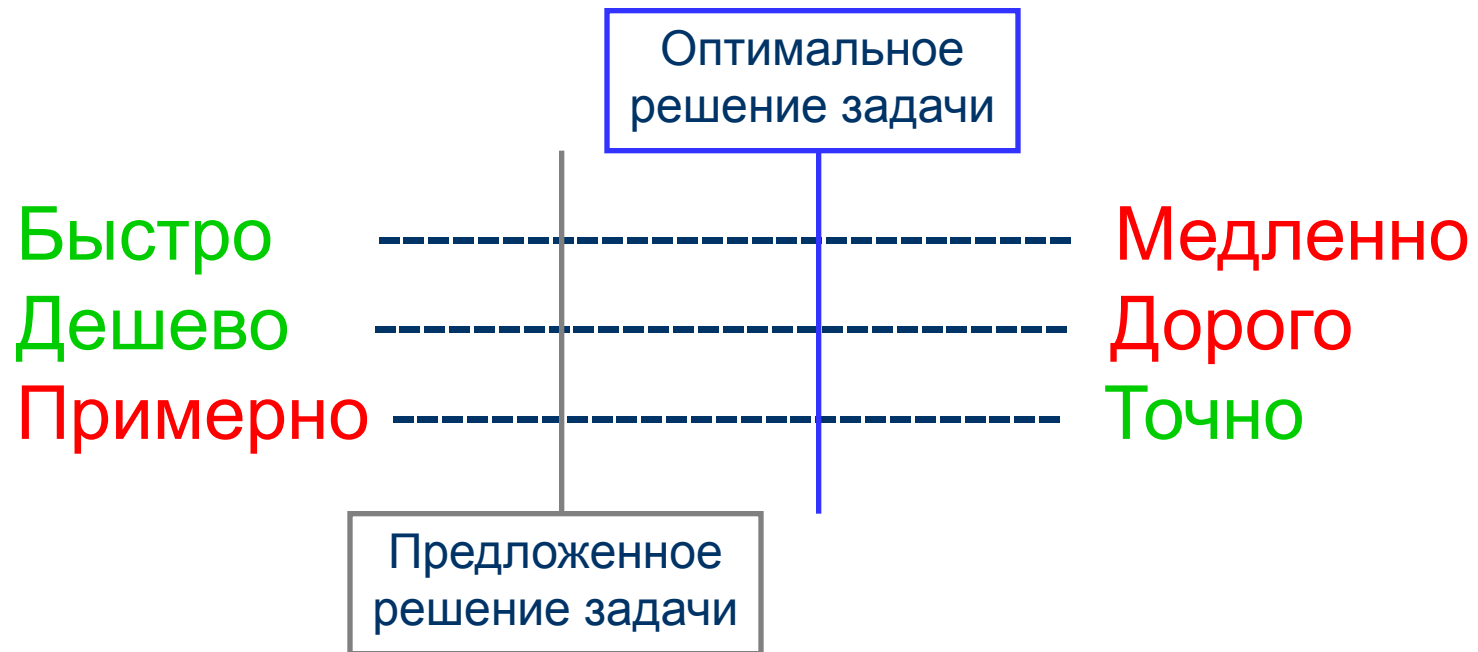 Оптимальное
решение задачи
Быстро
Медленно
Дешево
Дорого
Примерно
Точно
Предложенное
решение задачи